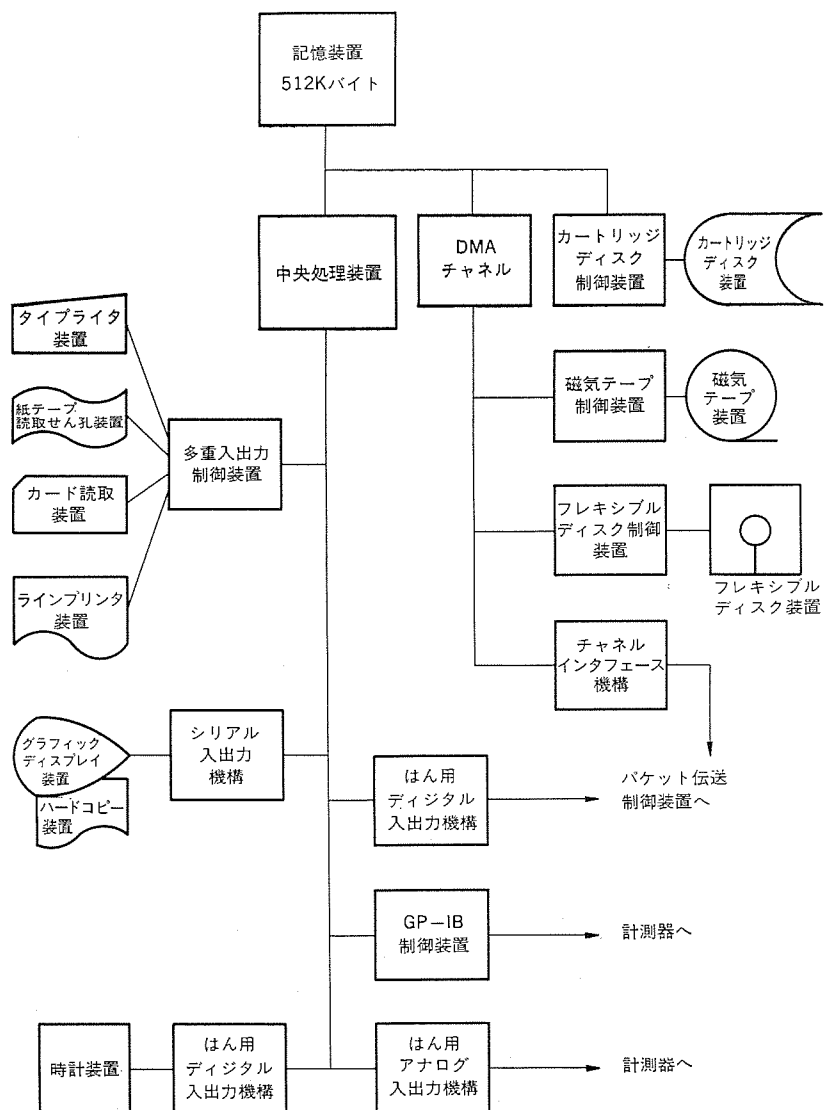 記憶装置
512Kバイト
中央処理装置
DMA
チャネル
カートリッジ
ディスク
制御装置
カートリッジ
ディスク
装置
タイプライタ
装置
紙テープ
読取せん孔装置
カード読取
装置
ラインプリンタ
装置
多重入出力
制御装置
磁気テープ
制御装置
磁気
テープ
装置
フレキシブル
ディスク制御
装置
フレキシブル
ディスク装置
チャネル
インタフェース
機構
グラフィック
ディスプレイ
装置
ハードコピー
装置
シリアル
入出力
機構
はん用
ディジタル
入出力機構
パケット伝送
制御装置へ
GP－IB
制御装置
計測器へ
時計装置
はん用
ディジタル
入出力機構
はん用
アナログ
入出力機構
計測器へ